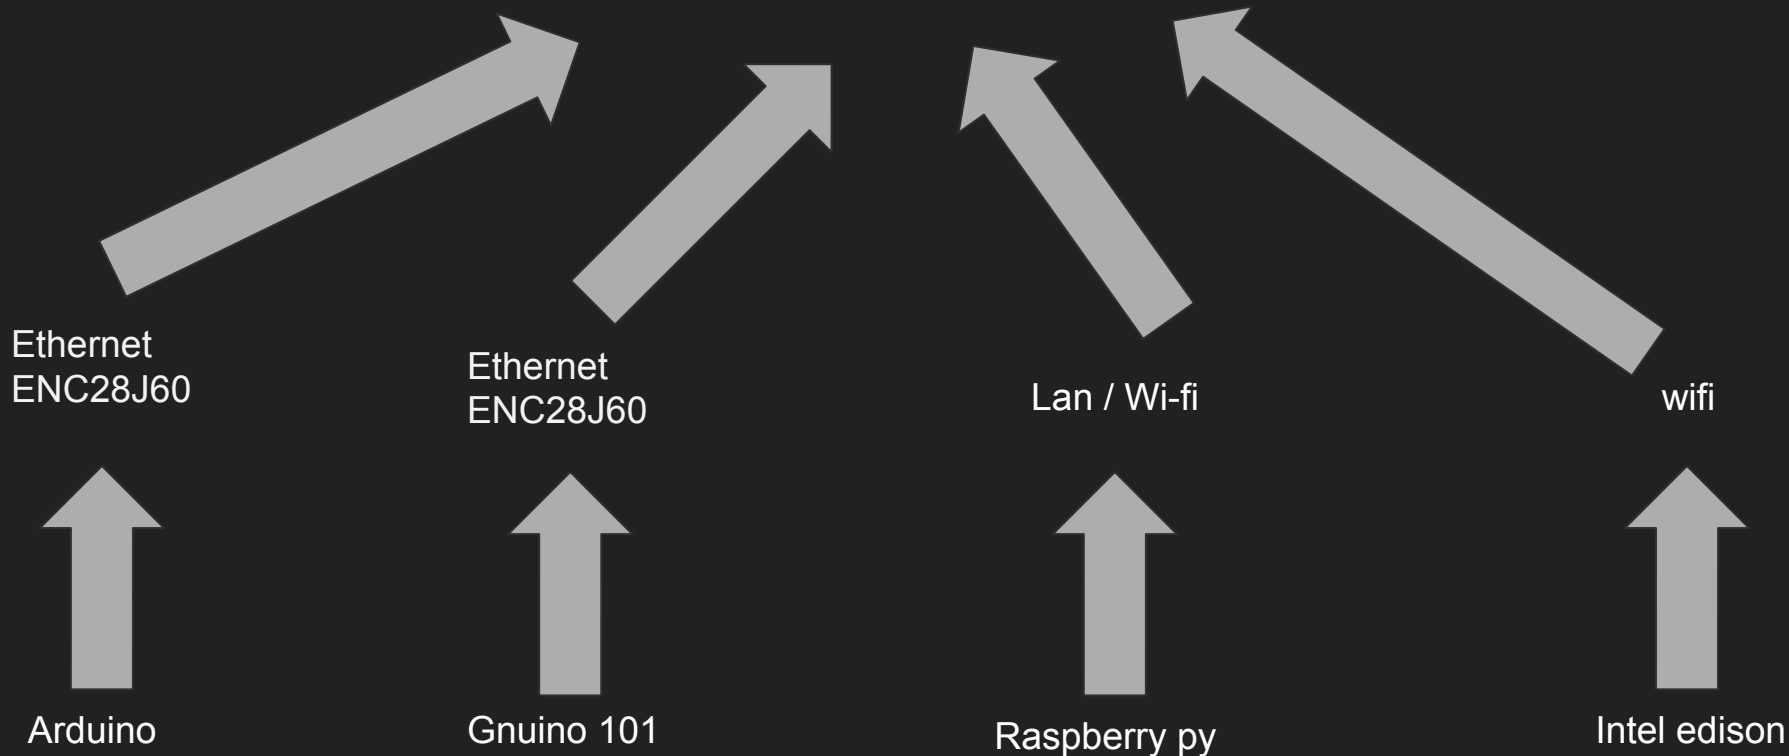 Ethernet
ENC28J60
Ethernet
ENC28J60
Lan / Wi-fi
wifi
Arduino
Gnuino 101
Raspberry py
Intel edison